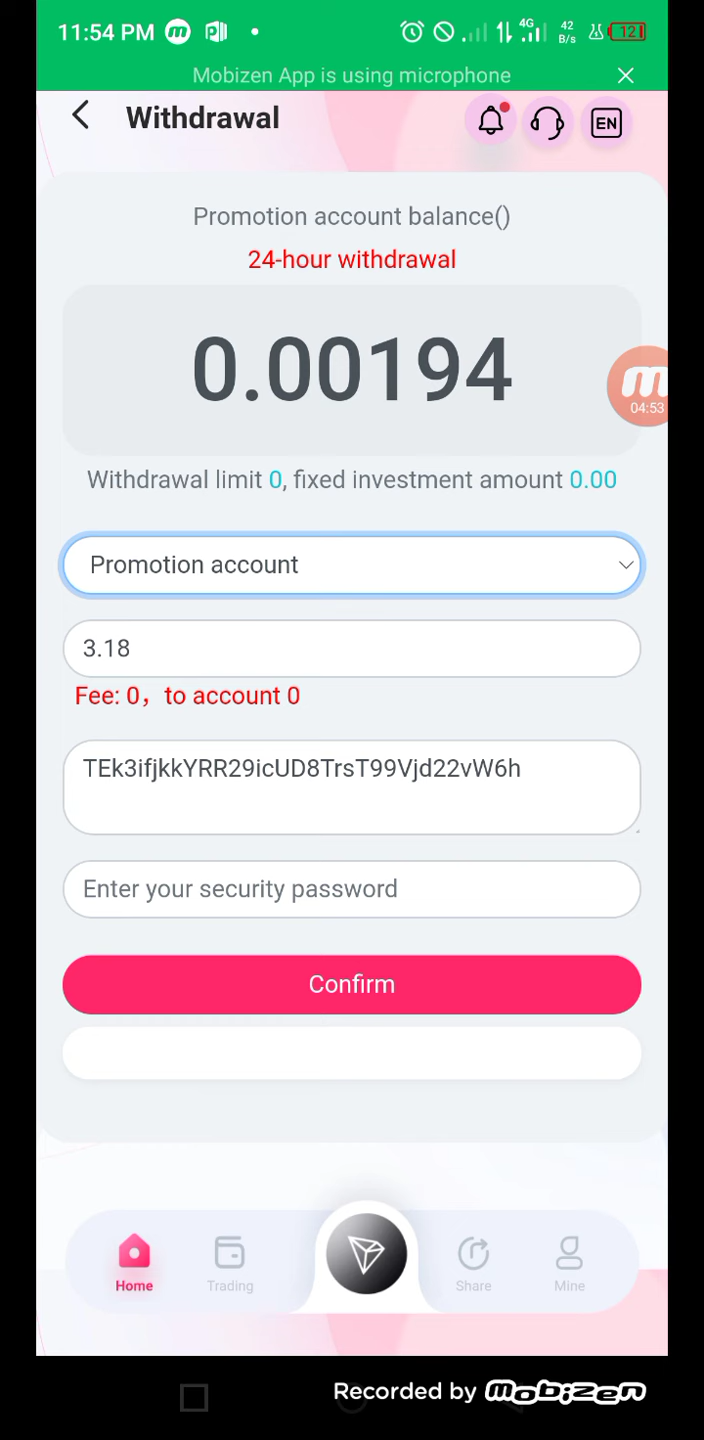 11:54 PM
4G
42
B/s
12
Mobizen App is using microphone
Withdrawal
EN
Promotion account balance()
24-hour withdrawal
0.00194
04:53
Withdrawal limit 0, fixed investment amount 0.00
Promotion account
3.18
Fee: 0，to account 0
TEk3ifjkkYRR29icUD8TrsT99Vjd22vW6h
Enter your security password
Confirm
Home
Trading
Share
Mine
Recorded by Mobizen